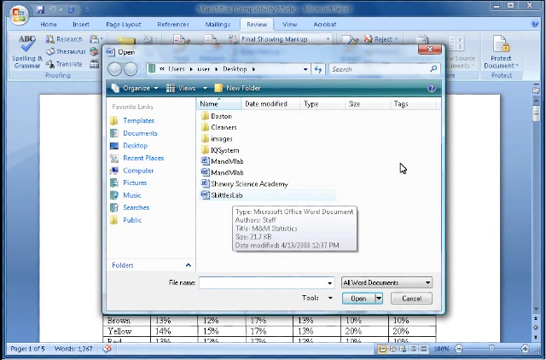 Home Insert Page Layout References Mailings Review View Acrobat
ABC Research
Thesaurus
Translate
Spelling & Grammar
Proofing
Final Showing Markup
Reject
Protect Document
Protect
Open
Users user Desktop Search
Organize Views New Folder
Favorite Links
Templates
Documents
Desktop
Recent Places
Computer
Pictures
Music
Searches
Public
Folders
Name Date modified Type Size Tags
Boston
Cleaners
images
IQSystem
MandMlab
MandMlab
Shewry Science Academy
SkittlesLab
Type: Microsoft Office Word Document
Authors: Staff
Title: M&M Statistics
Size: 21.7 KB
Date modified: 4/13/2008 12:37 PM
File name: All Word Documents
Tools Open Cancel
Brown 13% 12% 17% 13% 10% 10%
Yellow 14% 15% 17% 13% 20% 20%
Page: 1 of 5 Words: 1,267 100%